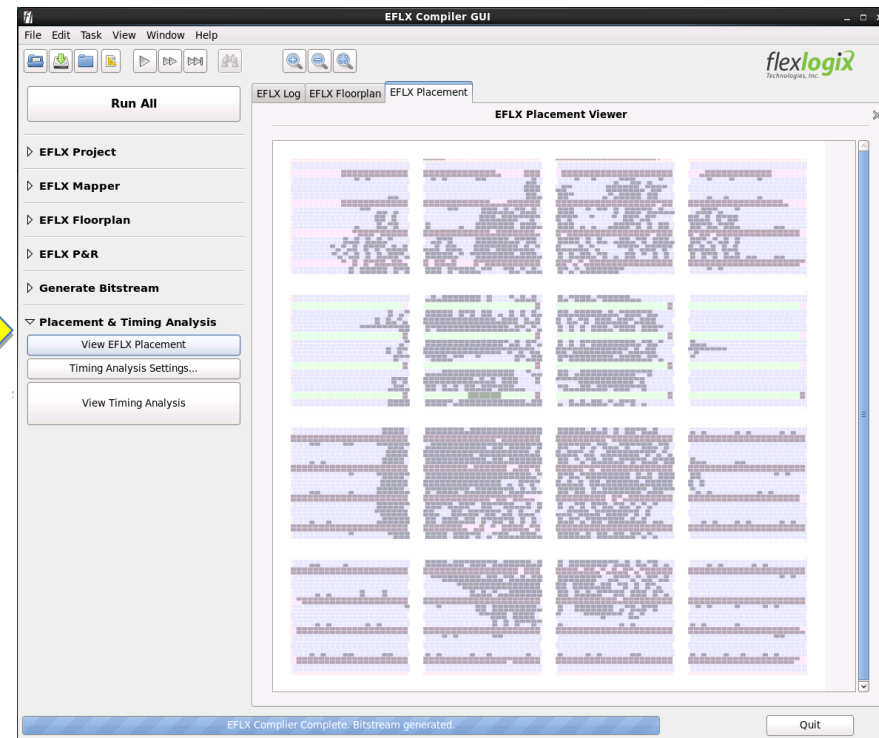 EFLX Compiler GUI
File Edit Task View Window Help
flexlogix
Technologies, Inc.
Run All
EFLX Log EFLX Floorplan EFLX Placement
EFLX Placement Viewer
EFLX Project
EFLX Mapper
EFLX Floorplan
EFLX P&R
Generate Bitstream
Placement & Timing Analysis
View EFLX Placement
Timing Analysis Settings...
View Timing Analysis
EFLX Complier Complete. Bitstream generated.
Quit